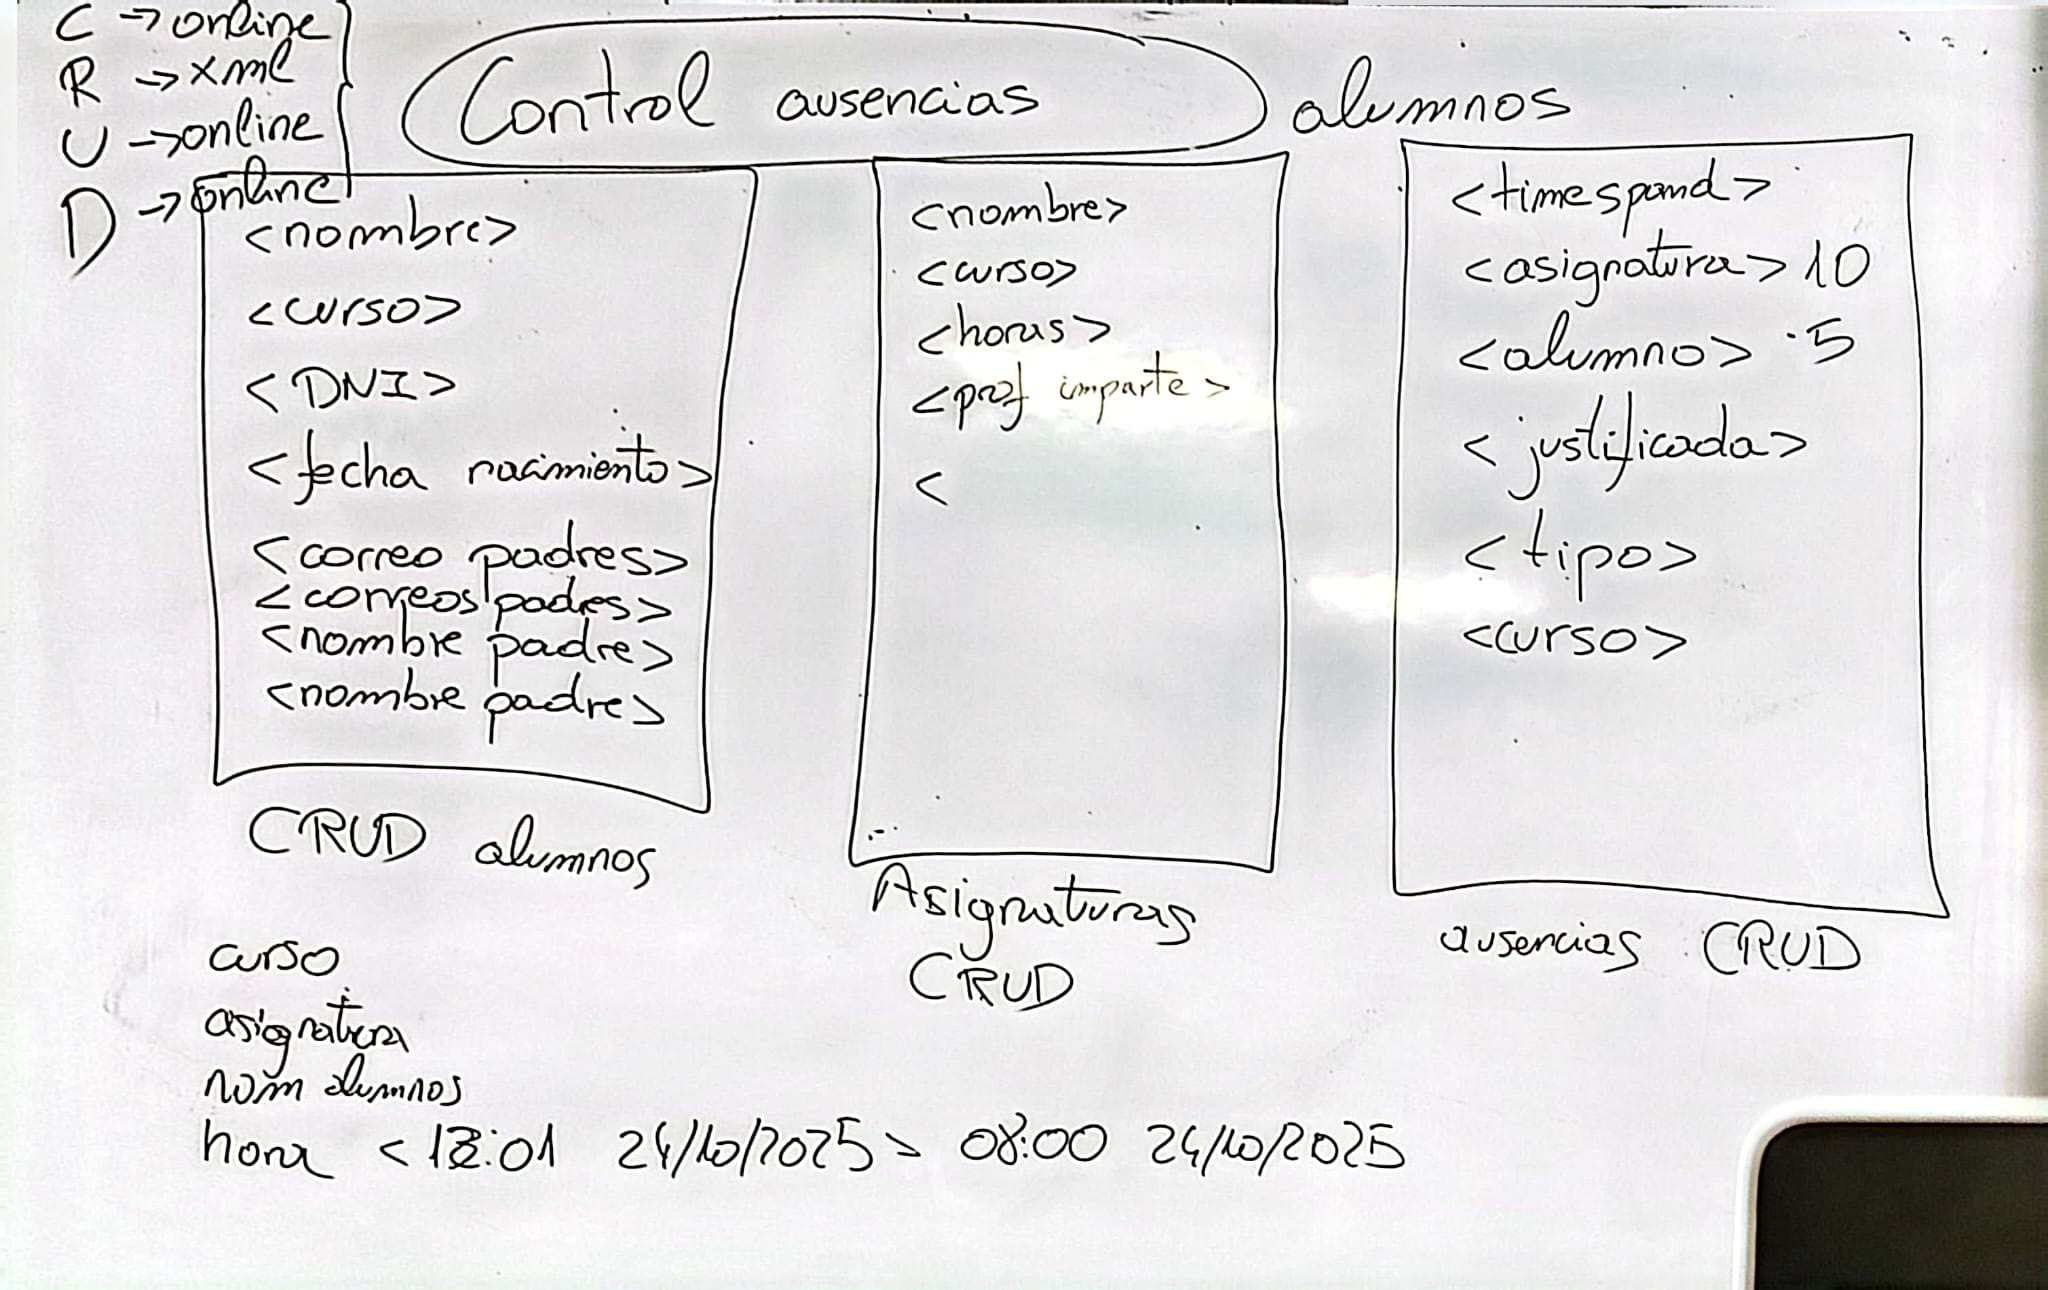 C → online
R → xml
U → online
D → online
Control ausencias alumnos
<nombre>
<curso>
<DNI>
<fecha nacimiento>
<correo padres>
<correos padres>
<nombre padre>
<nombre padre>
CRUD alumnos
<nombre>
<curso>
<horas>
<prof imparte>
<
Asignaturas
CRUD
<timespamd>
<asignatura> 10
<alumno> 5
<justificada>
<tipo>
<curso>
ausencias CRUD
curso
asignatura
nom alumnos
hora < 12:01 24/10/2025 > 08:00 24/10/2025